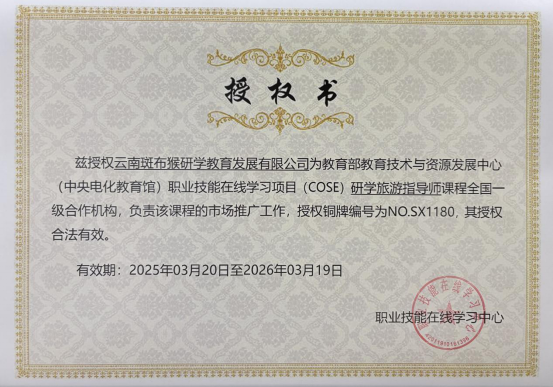 授权书
兹授权云南斑布猴研学教育发展有限公司为教育部教育技术与资源发展中心
（中央电化教育馆）职业技能在线学习项目（COSE）研学旅游指导师课程全国一
级合作机构，负责该课程的市场推广工作，授权铜牌编号为NO.SX1180，其授权
合法有效。
有效期：2025年03月20日至2026年03月19日
职业技能在线学习中心